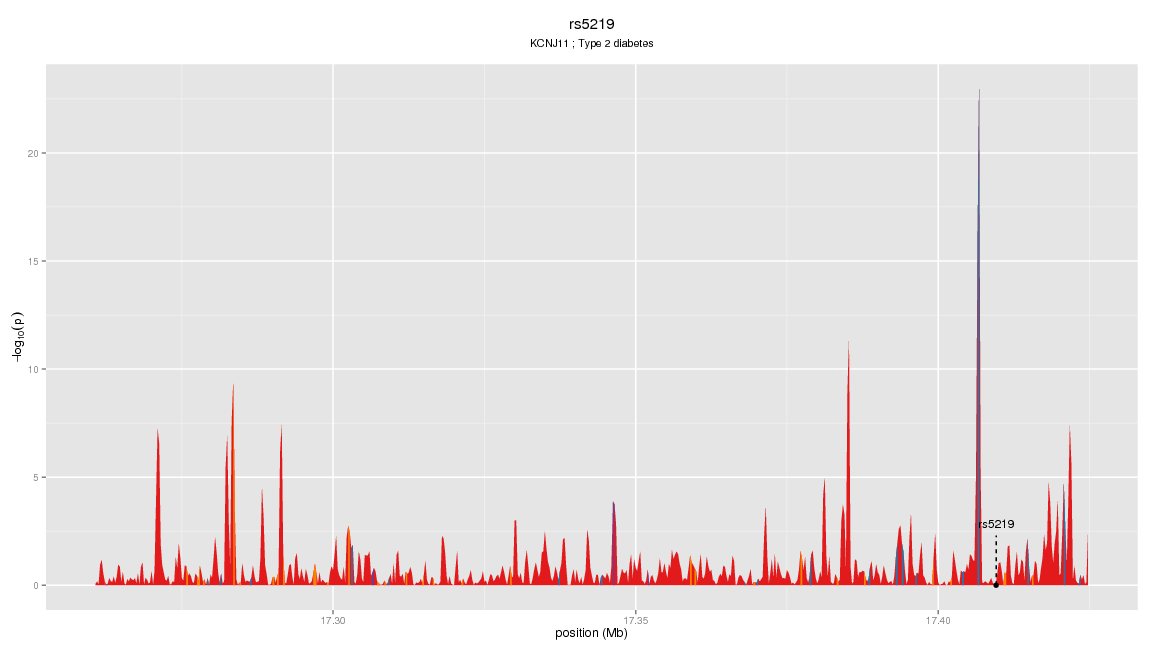 rs5219
KCNJ11 ; Type 2 diabetes
20
15
10
5
0
−log10(p)
rs5219
17.30
17.35
17.40
position (Mb)